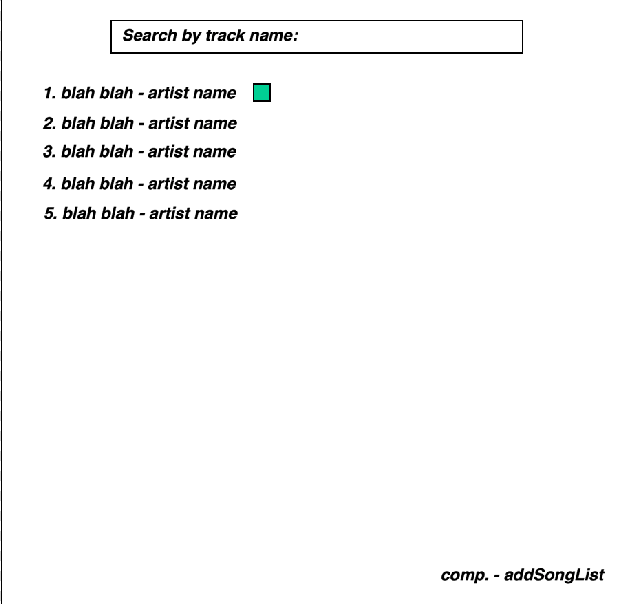 Search by track name:
1. blah blah - artist name
2. blah blah - artist name
3. blah blah - artist name
4. blah blah - artist name
5. blah blah - artist name
comp. - addSongList